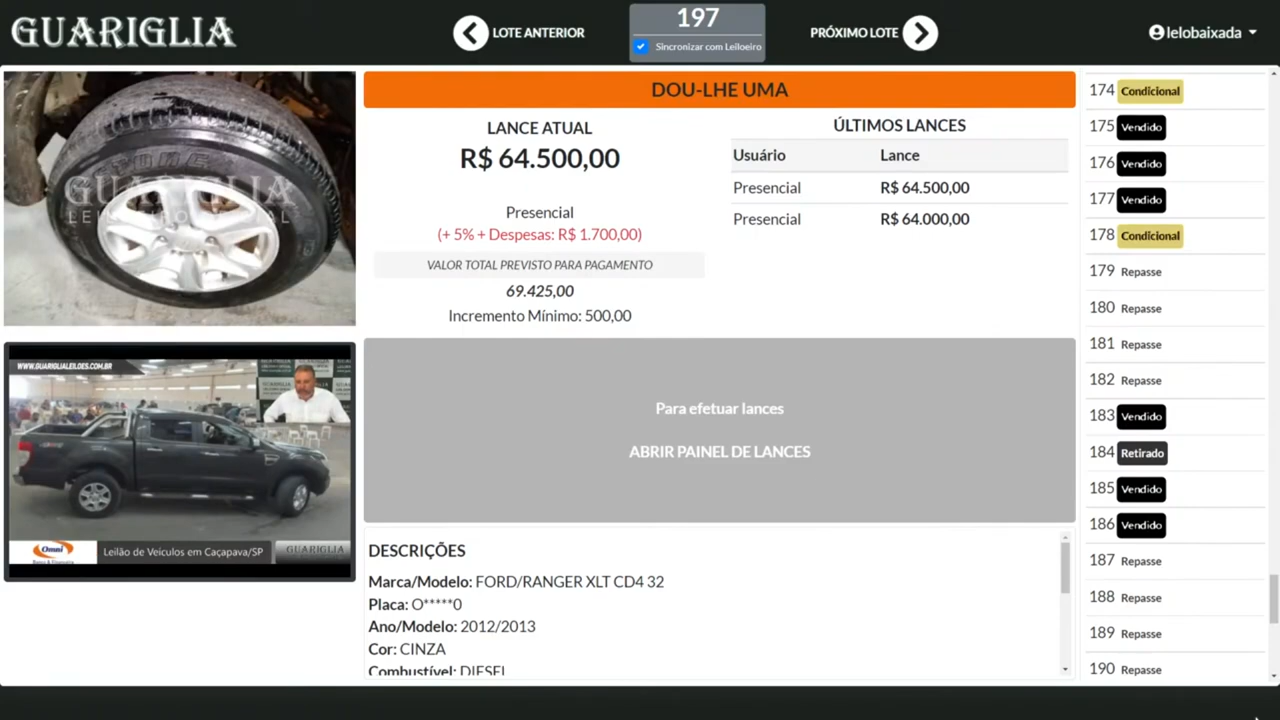 GUARIGLIA
LOTE ANTERIOR
197
Sincronizar com Leiloeiro
PRÓXIMO LOTE
lelobaixada
GUARIGLIA
DOU-LHE UMA
LANCE ATUAL
R$ 64.500,00
Presencial
(+ 5% + Despesas: R$ 1.700,00)
VALOR TOTAL PREVISTO PARA PAGAMENTO
69.425,00
Incremento Mínimo: 500,00
ÚLTIMOS LANCES
Usuário Lance
Presencial R$ 64.500,00
Presencial R$ 64.000,00
WWW.GUARIGLIALEILOES.COM.BR
Omni
Leilão de Veiculos em Caçapava/SP
GUARIGLIA
Para efetuar lances
ABRIR PAINEL DE LANCES
DESCRIÇÕES
Marca/Modelo: FORD/RANGER XLT CD4 32
Placa: O*****0
Ano/Modelo: 2012/2013
Cor: CINZA
Combustível: DIESEL
174 Condicional
175 Vendido
176 Vendido
177 Vendido
178 Condicional
179 Repasse
180 Repasse
181 Repasse
182 Repasse
183 Vendido
184 Retirado
185 Vendido
186 Vendido
187 Repasse
188 Repasse
189 Repasse
190 Repasse